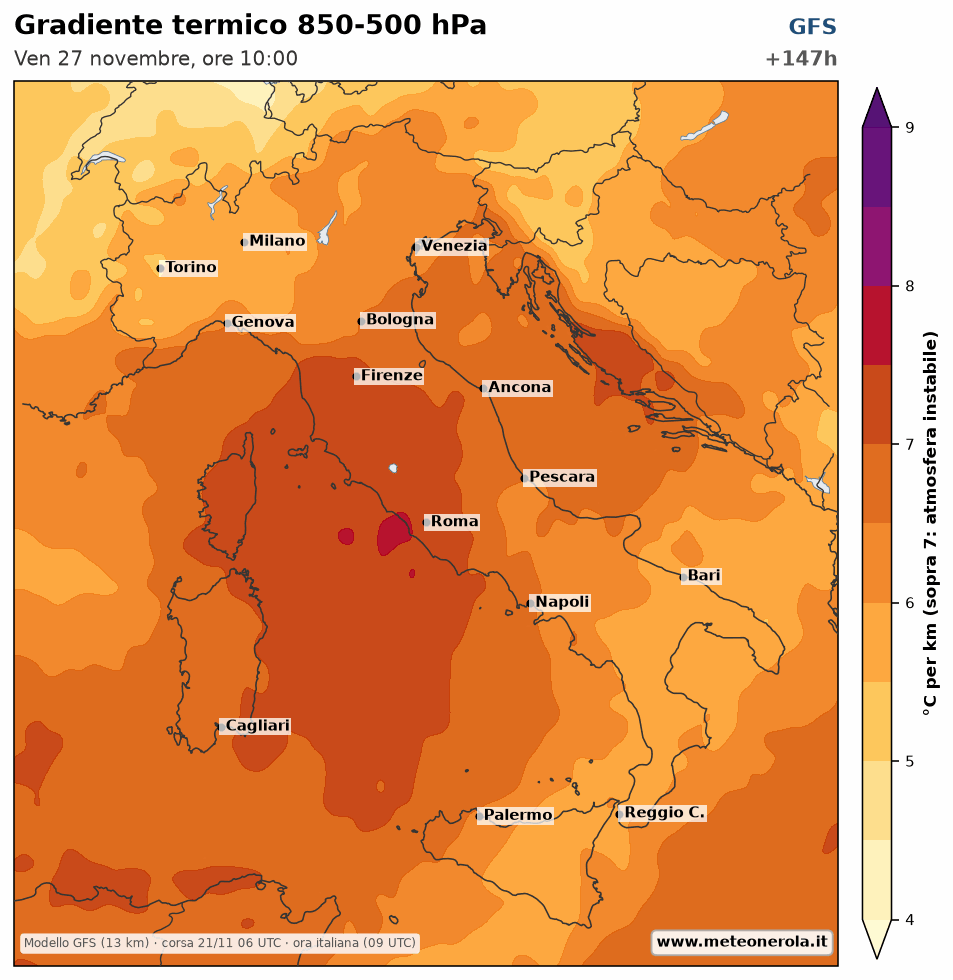 Gradiente termico 850-500 hPa
GFS
Ven 27 novembre, ore 10:00
+147h
Milano
Venezia
Torino
Genova
Bologna
Firenze
Ancona
Pescara
Roma
Bari
Napoli
Cagliari
Palermo
Reggio C.
9
8
7
6
5
4
°C per km (sopra 7: atmosfera instabile)
Modello GFS (13 km) · corsa 21/11 06 UTC · ora italiana (09 UTC)
www.meteonerola.it